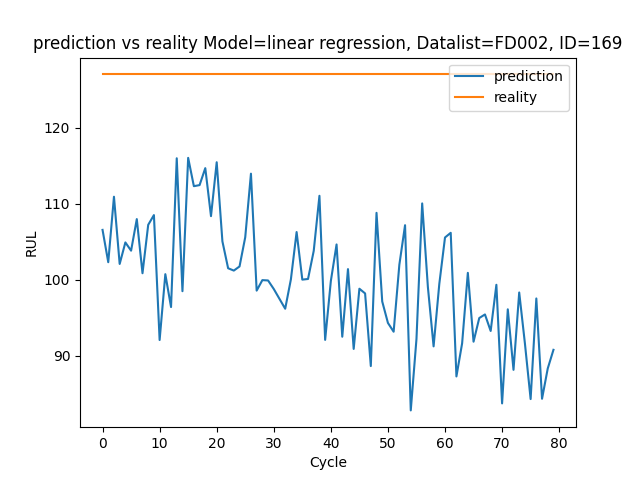 prediction vs reality Model=linear regression, Datalist=FD002, ID=169
prediction
reality
120
110
100
90
RUL
0 10 20 30 40 50 60 70 80
Cycle